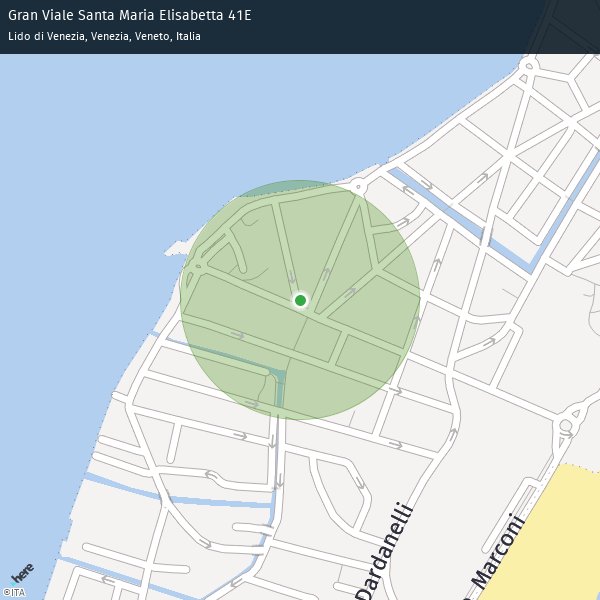 Gran Viale Santa Maria Elisabetta 41E
Lido di Venezia, Venezia, Veneto, Italia
Dardanelli
Marconi
here
©ITA